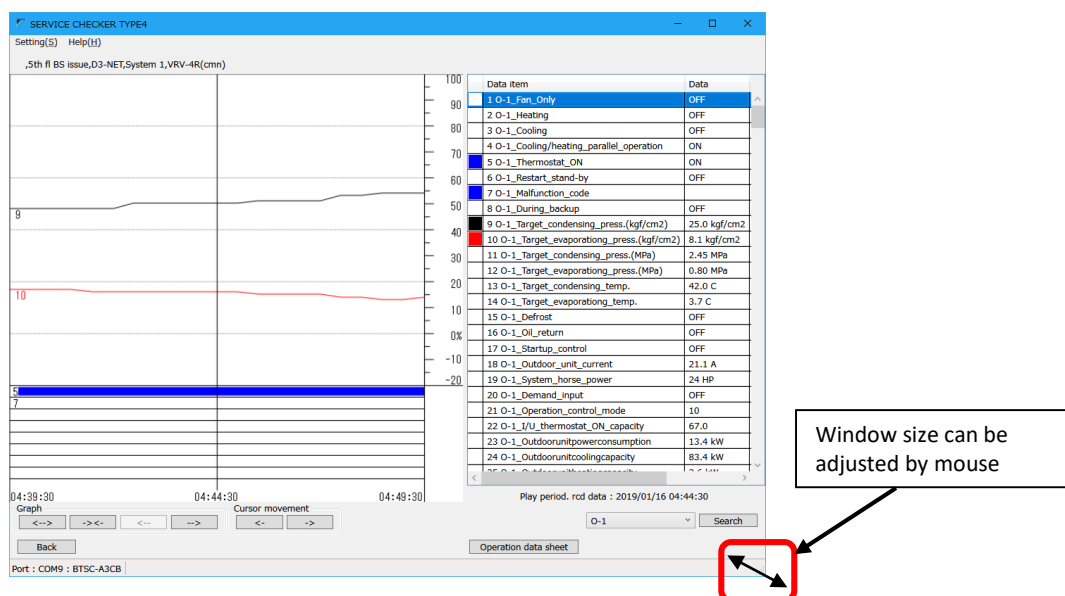 SERVICE CHECKER TYPE4
Setting(S) Help(H)
,5th fl BS issue,D3-NET,System 1,VRV-4R(cmn)
100
90
80
70
60
50
40
30
20
10
0%
-10
-20
9
10
5
7
04:39:30 04:44:30 04:49:30
Data item Data
1 O-1_Fan_Only OFF
2 O-1_Heating OFF
3 O-1_Cooling OFF
4 O-1_Cooling/heating_parallel_operation ON
5 O-1_Thermostat_ON ON
6 O-1_Restart_stand-by OFF
7 O-1_Malfunction_code
8 O-1_During_backup OFF
9 O-1_Target_condensing_press.(kgf/cm2) 25.0 kgf/cm2
10 O-1_Target_evaporationg_press.(kgf/cm2) 8.1 kgf/cm2
11 O-1_Target_condensing_press.(MPa) 2.45 MPa
12 O-1_Target_evaporationg_press.(MPa) 0.80 MPa
13 O-1_Target_condensing_temp. 42.0 C
14 O-1_Target_evaporationg_temp. 3.7 C
15 O-1_Defrost OFF
16 O-1_Oil_return OFF
17 O-1_Startup_control OFF
18 O-1_Outdoor_unit_current 21.1 A
19 O-1_System_horse_power 24 HP
20 O-1_Demand_input OFF
21 O-1_Operation_control_mode 10
22 O-1_I/U_thermostat_ON_capacity 67.0
23 O-1_Outdoorunitpowerconsumption 13.4 kW
24 O-1_Outdoorunitcoolingcapacity 83.4 kW
Play period. rcd data : 2019/01/16 04:44:30
Graph Cursor movement
<--> -><- <-- --> <- -> O-1 Search
Back Operation data sheet
Port : COM9 : BTSC-A3CB
Window size can be
adjusted by mouse